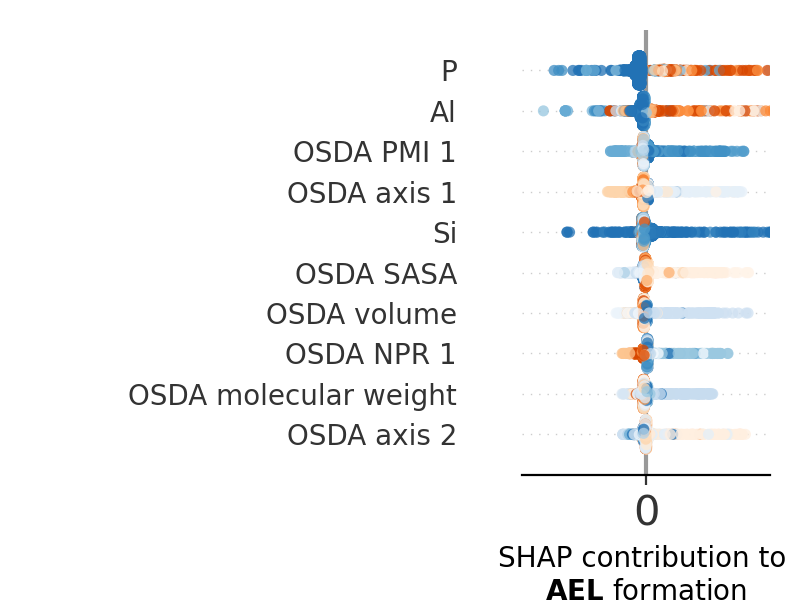 P
Al
OSDA PMI 1
OSDA axis 1
Si
OSDA SASA
OSDA volume
OSDA NPR 1
OSDA molecular weight
OSDA axis 2
0
SHAP contribution to
AEL formation